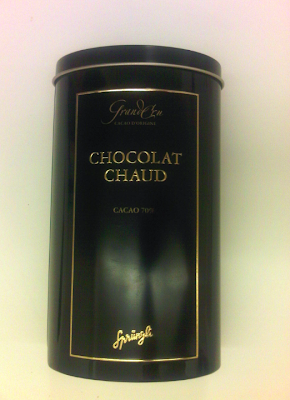 Grand Cru
CHOCOLAT
CHAUD
CACAO 70%
Sprüngli